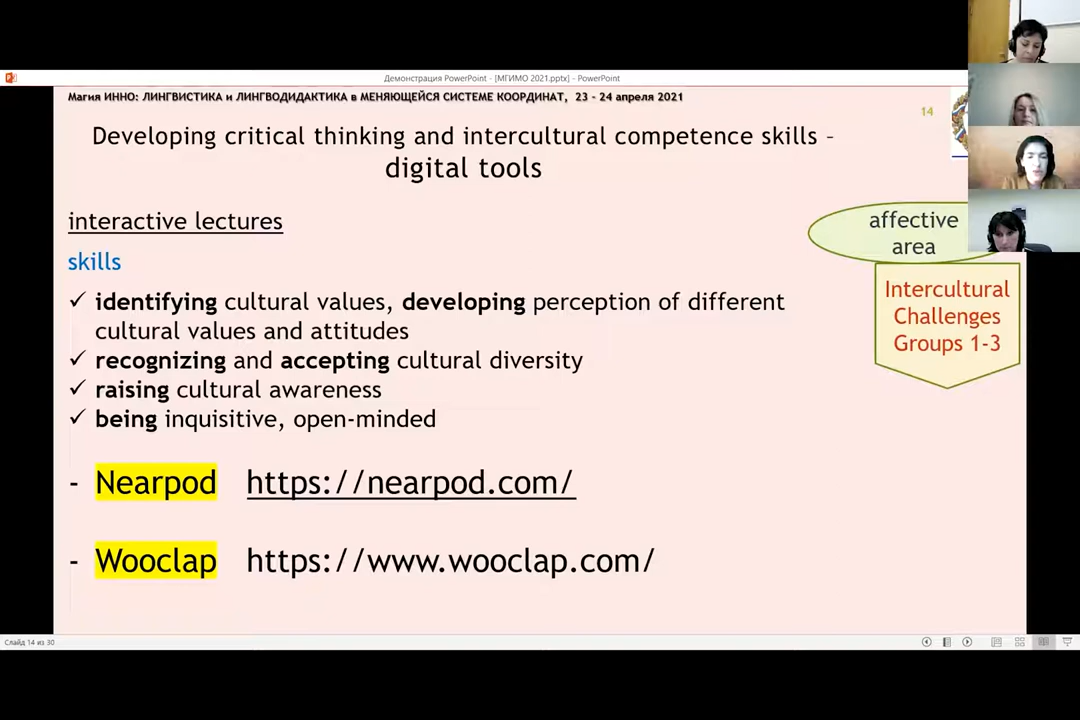 Демонстрация PowerPoint - [МГИМО 2021.pptx] - PowerPoint
Магия ИННО: ЛИНГВИСТИКА и ЛИНГВОДИДАКТИКА в МЕНЯЮЩЕЙСЯ СИСТЕМЕ КООРДИНАТ, 23 – 24 апреля 2021
14
Developing critical thinking and intercultural competence skills –
digital tools
interactive lectures
affective
area
skills
Intercultural
Challenges
Groups 1-3
✓ identifying cultural values, developing perception of different
cultural values and attitudes
✓ recognizing and accepting cultural diversity
✓ raising cultural awareness
✓ being inquisitive, open-minded
- Nearpod https://nearpod.com/
- Wooclap https://www.wooclap.com/
Слайд 14 из 30